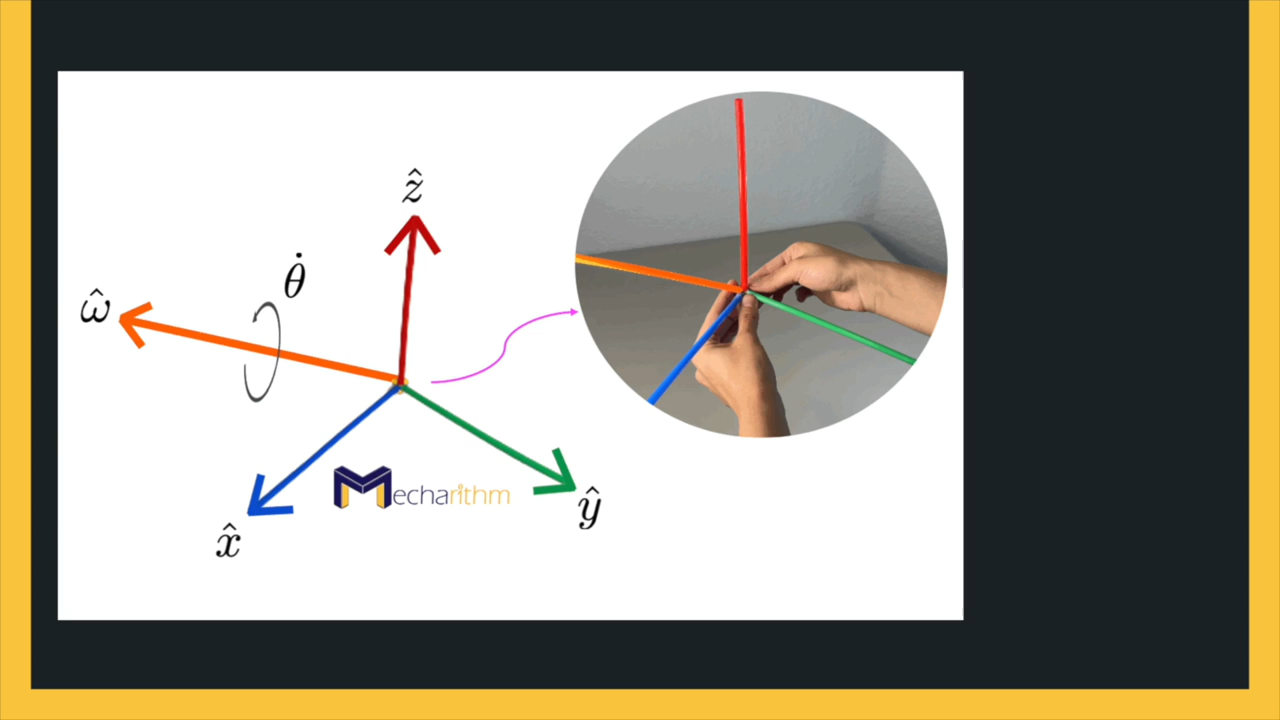 ẑ
θ̇
ω̂
Mecharithm
ŷ
x̂